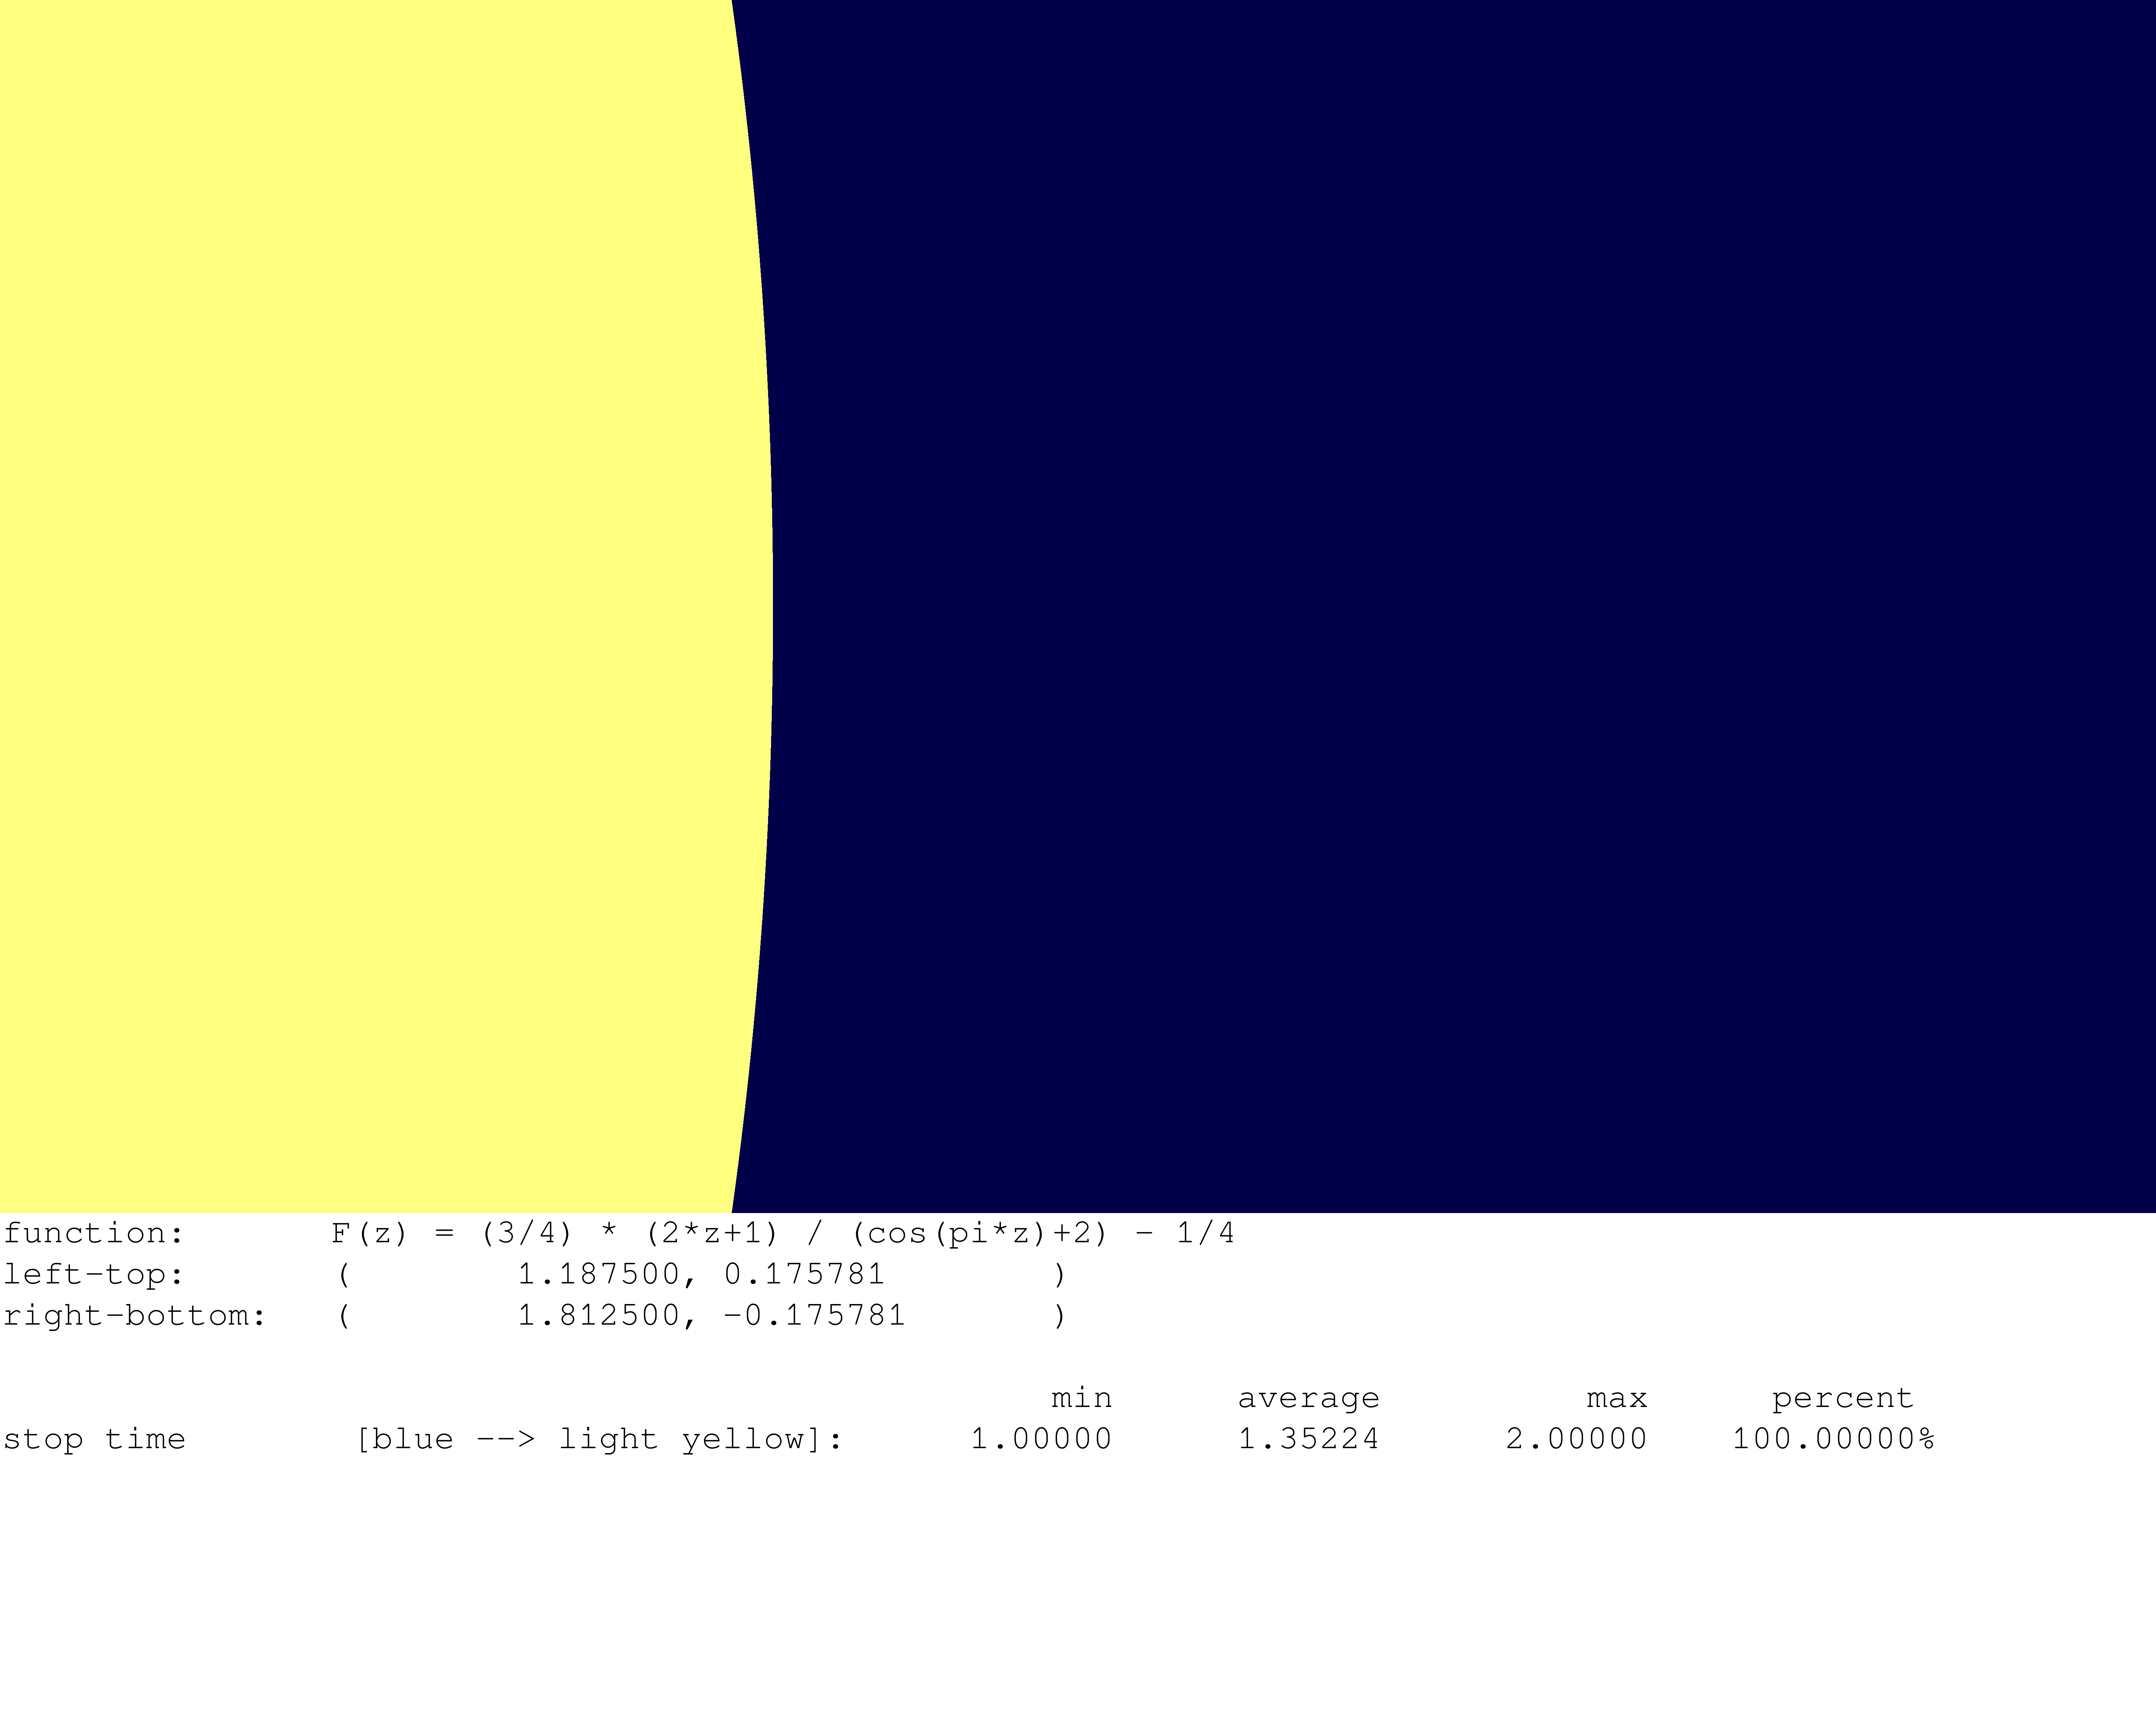 function: F(z) = (3/4) * (2*z+1) / (cos(pi*z)+2) - 1/4
left-top: ( 1.187500, 0.175781 )
right-bottom: ( 1.812500, -0.175781 )
min average max percent
stop time [blue --> light yellow]: 1.00000 1.35224 2.00000 100.00000%